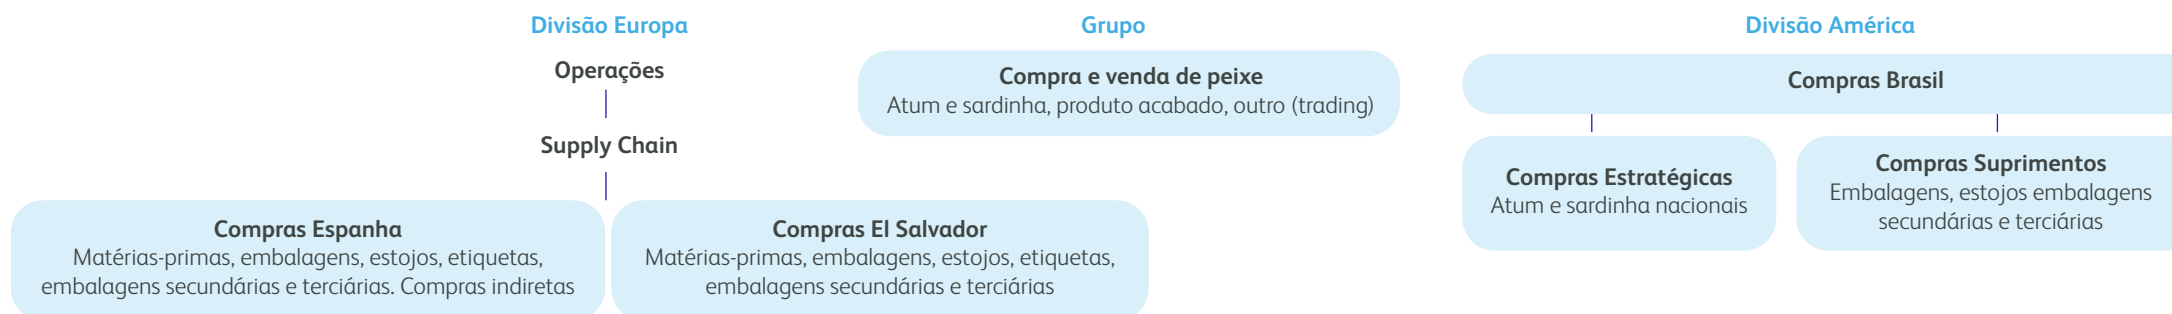 Divisão Europa
Operações
Supply Chain
Compras Espanha
Matérias-primas, embalagens, estojos, etiquetas,
embalagens secundárias e terciárias. Compras indiretas
Compras El Salvador
Matérias-primas, embalagens, estojos, etiquetas,
embalagens secundárias e terciárias
Grupo
Compra e venda de peixe
Atum e sardinha, produto acabado, outro (trading)
Divisão América
Compras Brasil
Compras Estratégicas
Atum e sardinha nacionais
Compras Suprimentos
Embalagens, estojos embalagens
secundárias e terciárias